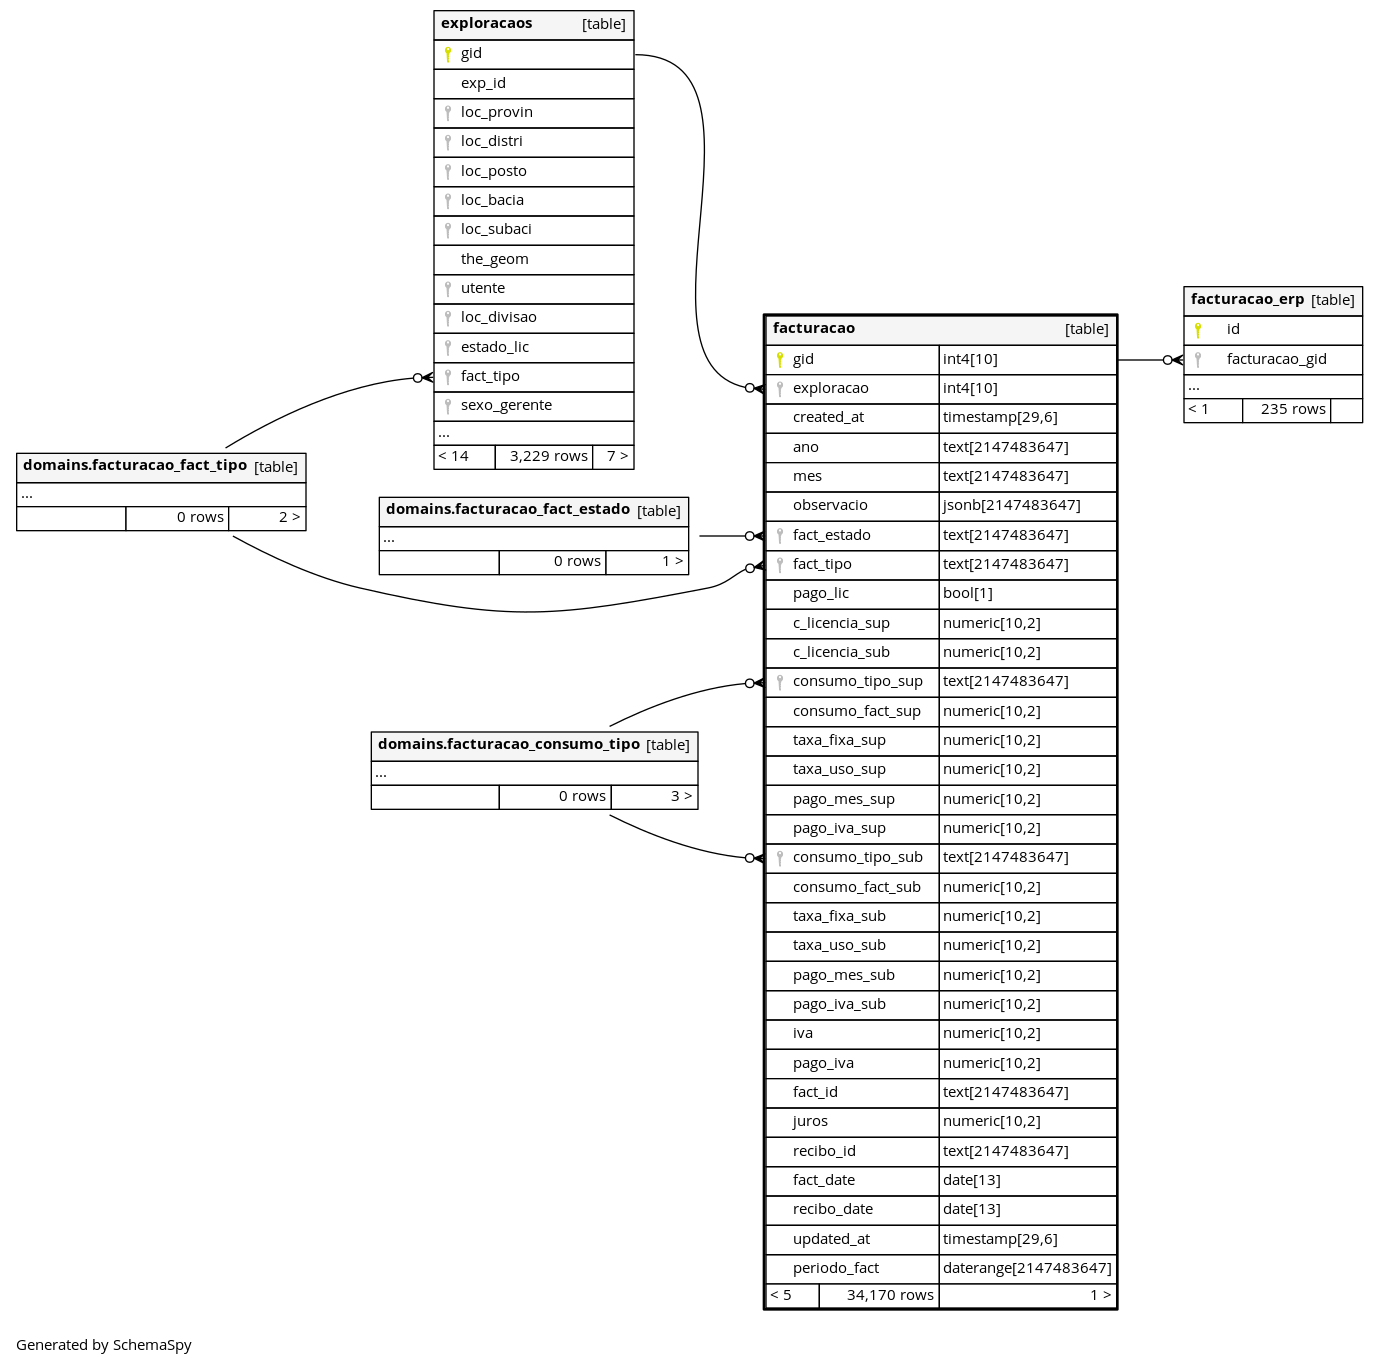 exploracaos [table]
gid
exp_id
loc_provin
loc_distri
loc_posto
loc_bacia
loc_subaci
the_geom
utente
loc_divisao
estado_lic
fact_tipo
sexo_gerente
...
< 14 3,229 rows 7 >
domains.facturacao_fact_tipo [table]
...
0 rows 2 >
domains.facturacao_fact_estado [table]
...
0 rows 1 >
domains.facturacao_consumo_tipo [table]
...
0 rows 3 >
facturacao [table]
gid int4[10]
exploracao int4[10]
created_at timestamp[29,6]
ano text[2147483647]
mes text[2147483647]
observacio jsonb[2147483647]
fact_estado text[2147483647]
fact_tipo text[2147483647]
pago_lic bool[1]
c_licencia_sup numeric[10,2]
c_licencia_sub numeric[10,2]
consumo_tipo_sup text[2147483647]
consumo_fact_sup numeric[10,2]
taxa_fixa_sup numeric[10,2]
taxa_uso_sup numeric[10,2]
pago_mes_sup numeric[10,2]
pago_iva_sup numeric[10,2]
consumo_tipo_sub text[2147483647]
consumo_fact_sub numeric[10,2]
taxa_fixa_sub numeric[10,2]
taxa_uso_sub numeric[10,2]
pago_mes_sub numeric[10,2]
pago_iva_sub numeric[10,2]
iva numeric[10,2]
pago_iva numeric[10,2]
fact_id text[2147483647]
juros numeric[10,2]
recibo_id text[2147483647]
fact_date date[13]
recibo_date date[13]
updated_at timestamp[29,6]
periodo_fact daterange[2147483647]
< 5 34,170 rows 1 >
facturacao_erp [table]
id
facturacao_gid
...
< 1 235 rows
Generated by SchemaSpy